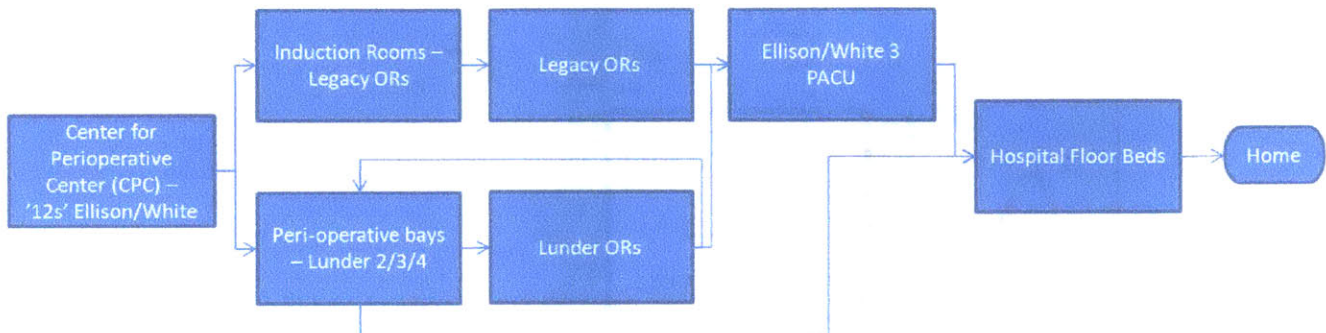 Induction Rooms –
Legacy ORs
Legacy ORs
Ellison/White 3
PACU
Center for
Perioperative
Center (CPC) –
'12s' Ellison/White
Hospital Floor Beds
Home
Peri-operative bays
– Lunder 2/3/4
Lunder ORs